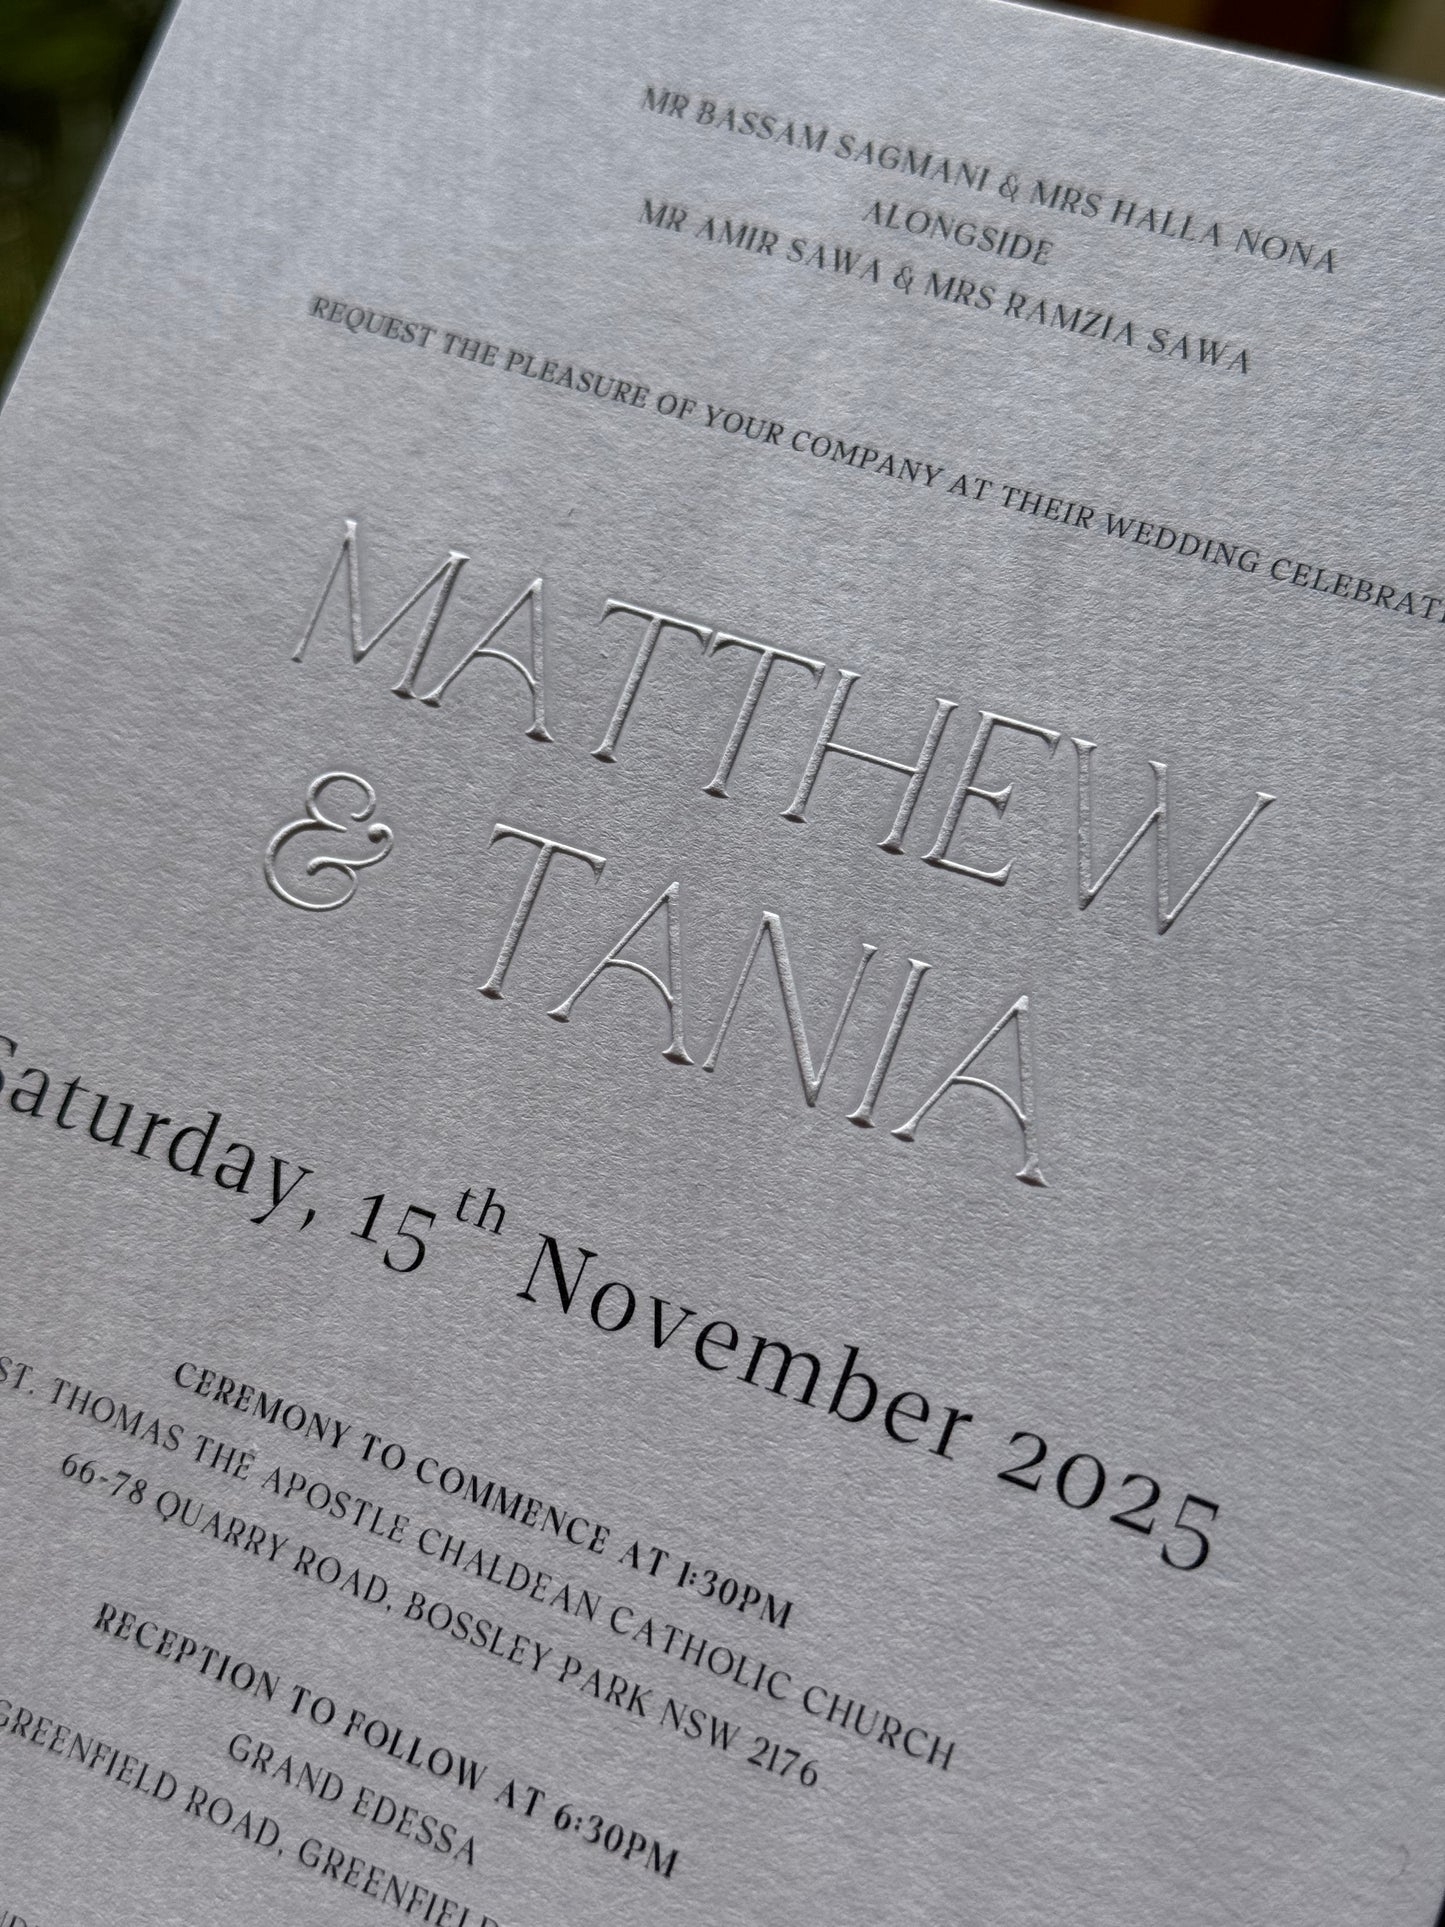 MR BASSAM SAGMANI & MRS HALLA NONA
ALONGSIDE
MR AMIR SAWA & MRS RAMZIA SAWA
REQUEST THE PLEASURE OF YOUR COMPANY AT THEIR WEDDING CELEBRATI
MATTHEW
& TANIA
Saturday, 15th November 2025
CEREMONY TO COMMENCE AT 1:30PM
ST. THOMAS THE APOSTLE CHALDEAN CATHOLIC CHURCH
66-78 QUARRY ROAD, BOSSLEY PARK NSW 2176
RECEPTION TO FOLLOW AT 6:30PM
GRAND EDESSA
GREENFIELD ROAD, GREENFIELD